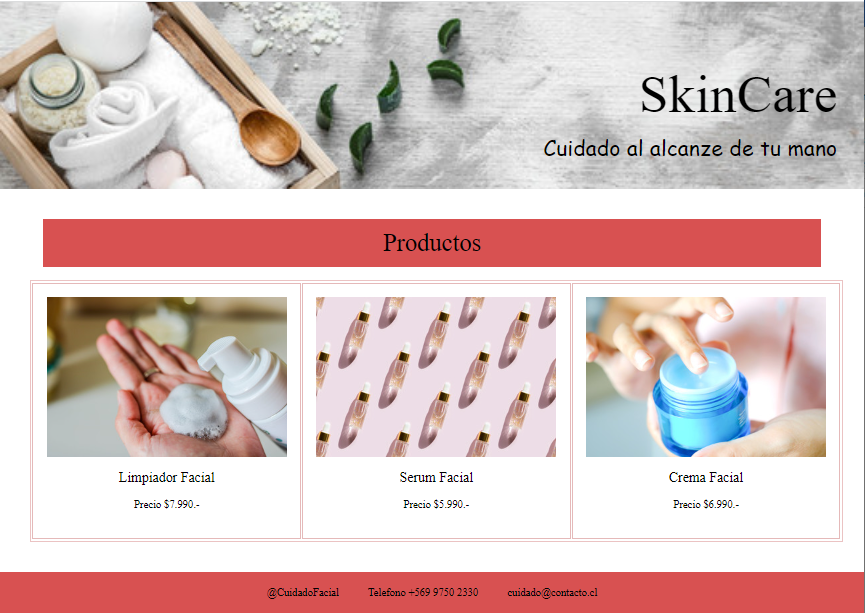 SkinCare
Cuidado al alcanze de tu mano
Productos
Limpiador Facial
Serum Facial
Crema Facial
Precio $7.990.-
Precio $5.990.-
Precio $6.990.-
@CuidadoFacial Telefono +569 9750 2330 cuidado@contacto.cl